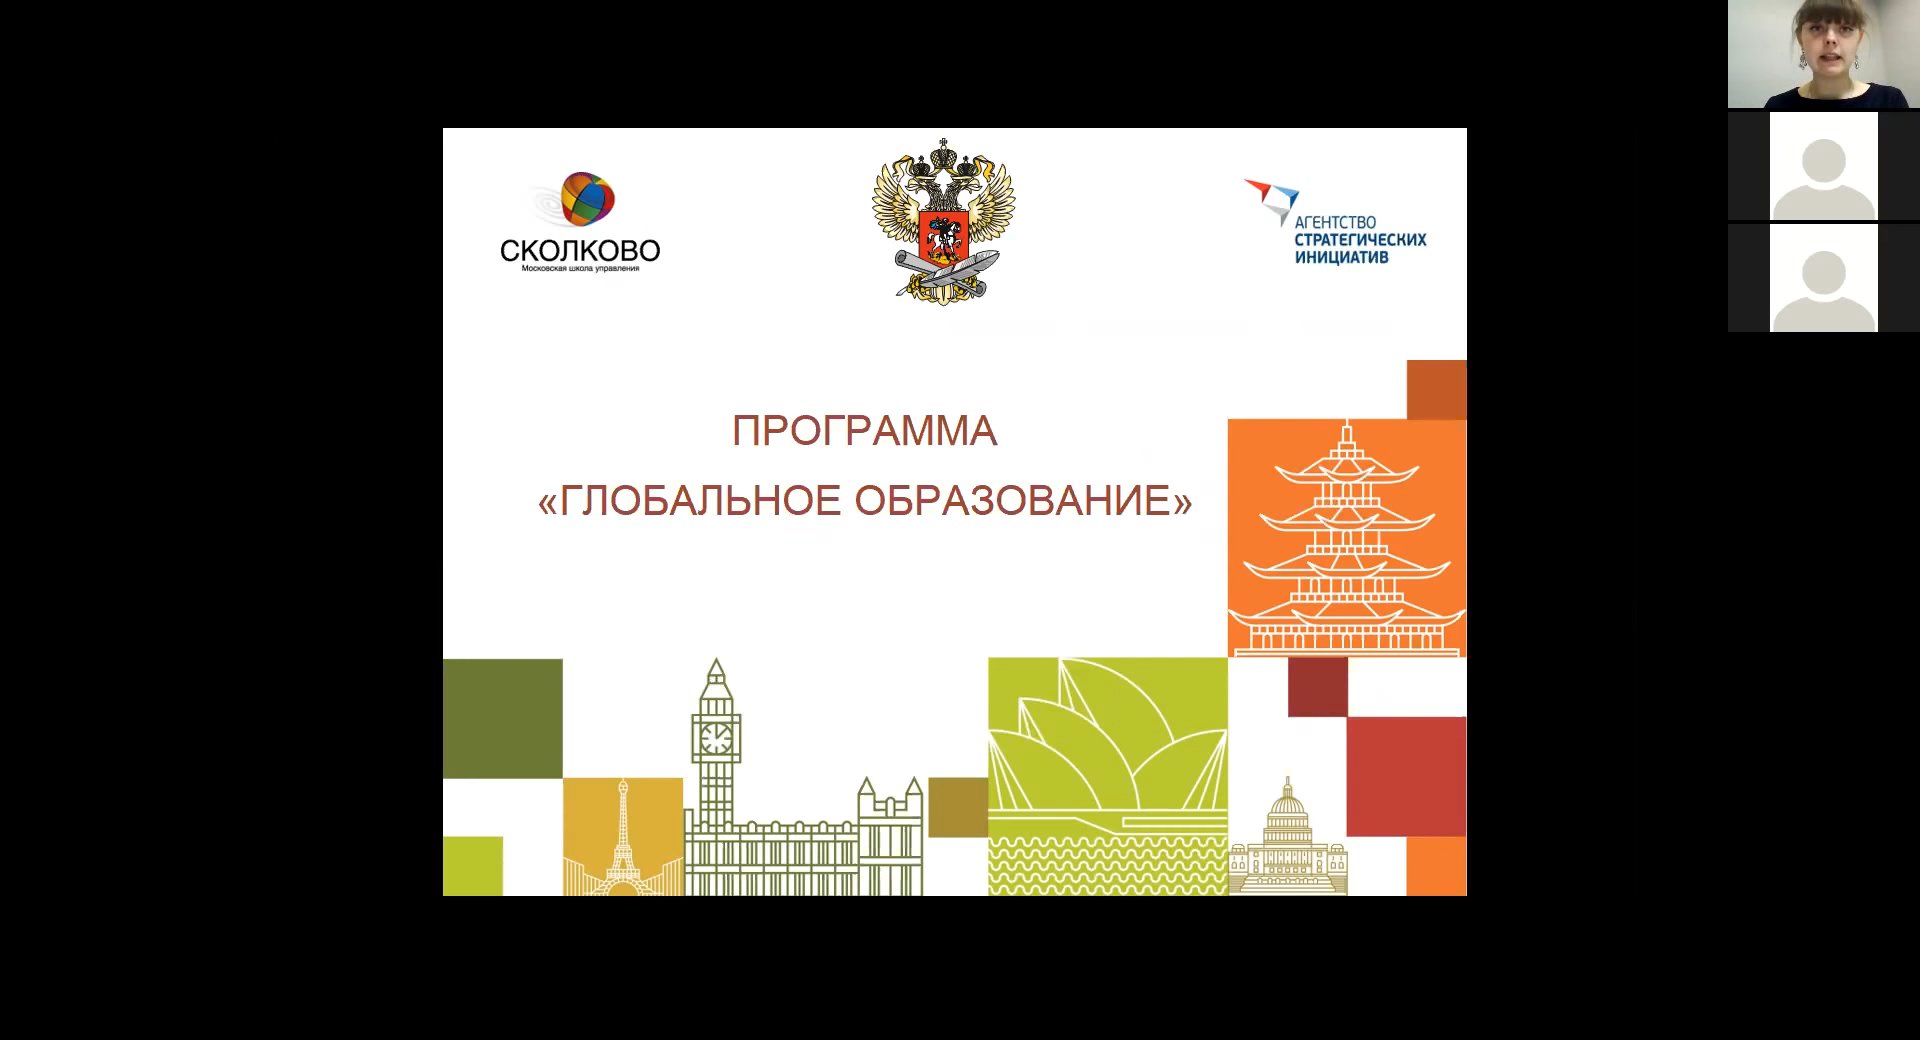 СКОЛКОВО
Московская школа управления
АГЕНТСТВО
СТРАТЕГИЧЕСКИХ
ИНИЦИАТИВ
ПРОГРАММА
«ГЛОБАЛЬНОЕ ОБРАЗОВАНИЕ»